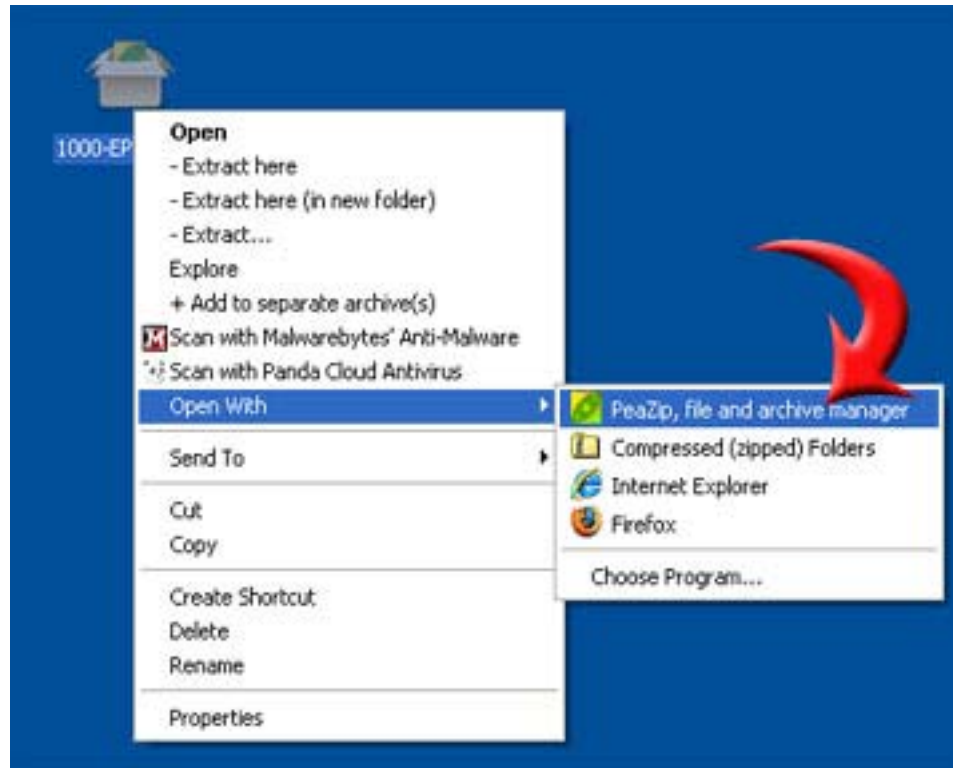 1000-EP
Open
- Extract here
- Extract here (in new folder)
- Extract...
Explore
+ Add to separate archive(s)
Scan with Malwarebytes' Anti-Malware
Scan with Panda Cloud Antivirus
Open With
PeaZip, file and archive manager
Compressed (zipped) Folders
Internet Explorer
Firefox
Choose Program...
Send To
Cut
Copy
Create Shortcut
Delete
Rename
Properties